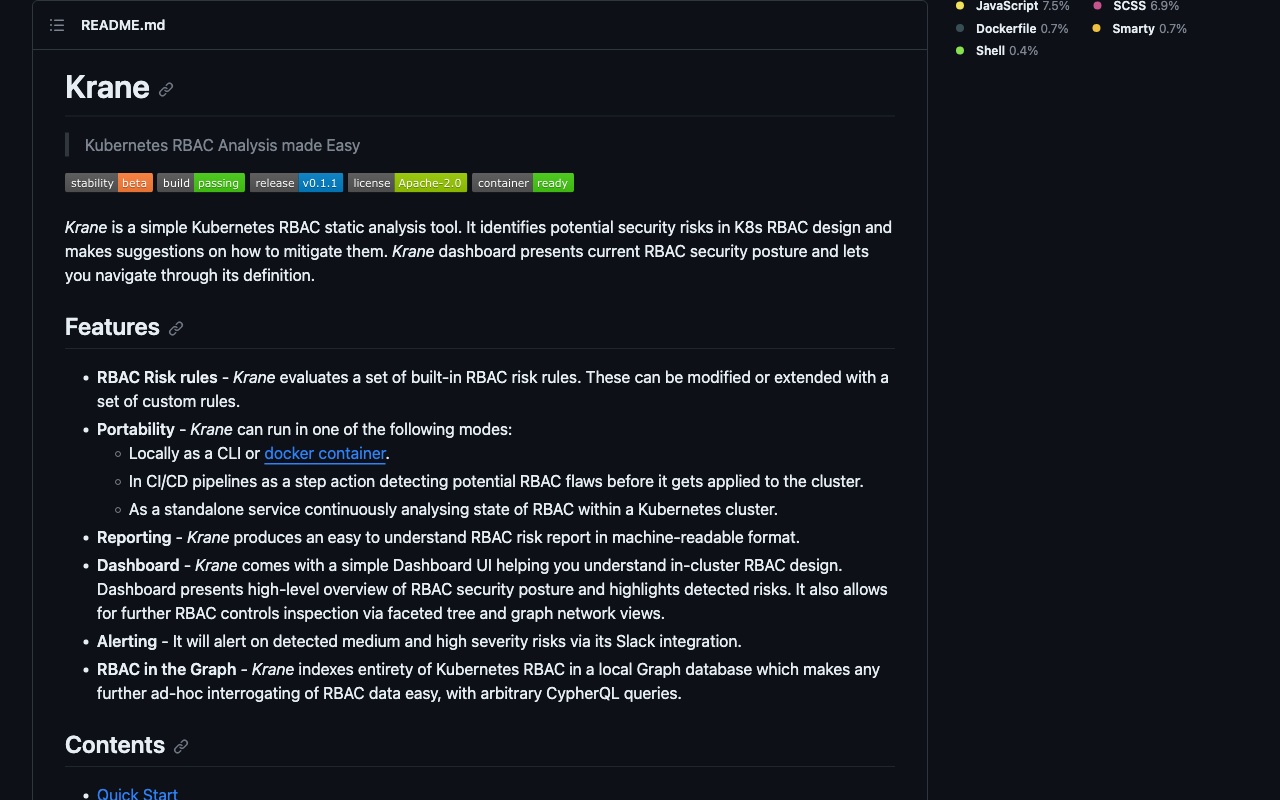 README.md
JavaScript 7.5%
SCSS 6.9%
Dockerfile 0.7%
Smarty 0.7%
Shell 0.4%
Krane
Kubernetes RBAC Analysis made Easy
stability beta build passing release v0.1.1 license Apache-2.0 container ready
Krane is a simple Kubernetes RBAC static analysis tool. It identifies potential security risks in K8s RBAC design and
makes suggestions on how to mitigate them. Krane dashboard presents current RBAC security posture and lets
you navigate through its definition.
Features
• RBAC Risk rules - Krane evaluates a set of built-in RBAC risk rules. These can be modified or extended with a
set of custom rules.
• Portability - Krane can run in one of the following modes:
◦ Locally as a CLI or docker container.
◦ In CI/CD pipelines as a step action detecting potential RBAC flaws before it gets applied to the cluster.
◦ As a standalone service continuously analysing state of RBAC within a Kubernetes cluster.
• Reporting - Krane produces an easy to understand RBAC risk report in machine-readable format.
• Dashboard - Krane comes with a simple Dashboard UI helping you understand in-cluster RBAC design.
Dashboard presents high-level overview of RBAC security posture and highlights detected risks. It also allows
for further RBAC controls inspection via faceted tree and graph network views.
• Alerting - It will alert on detected medium and high severity risks via its Slack integration.
• RBAC in the Graph - Krane indexes entirety of Kubernetes RBAC in a local Graph database which makes any
further ad-hoc interrogating of RBAC data easy, with arbitrary CypherQL queries.
Contents
• Quick Start